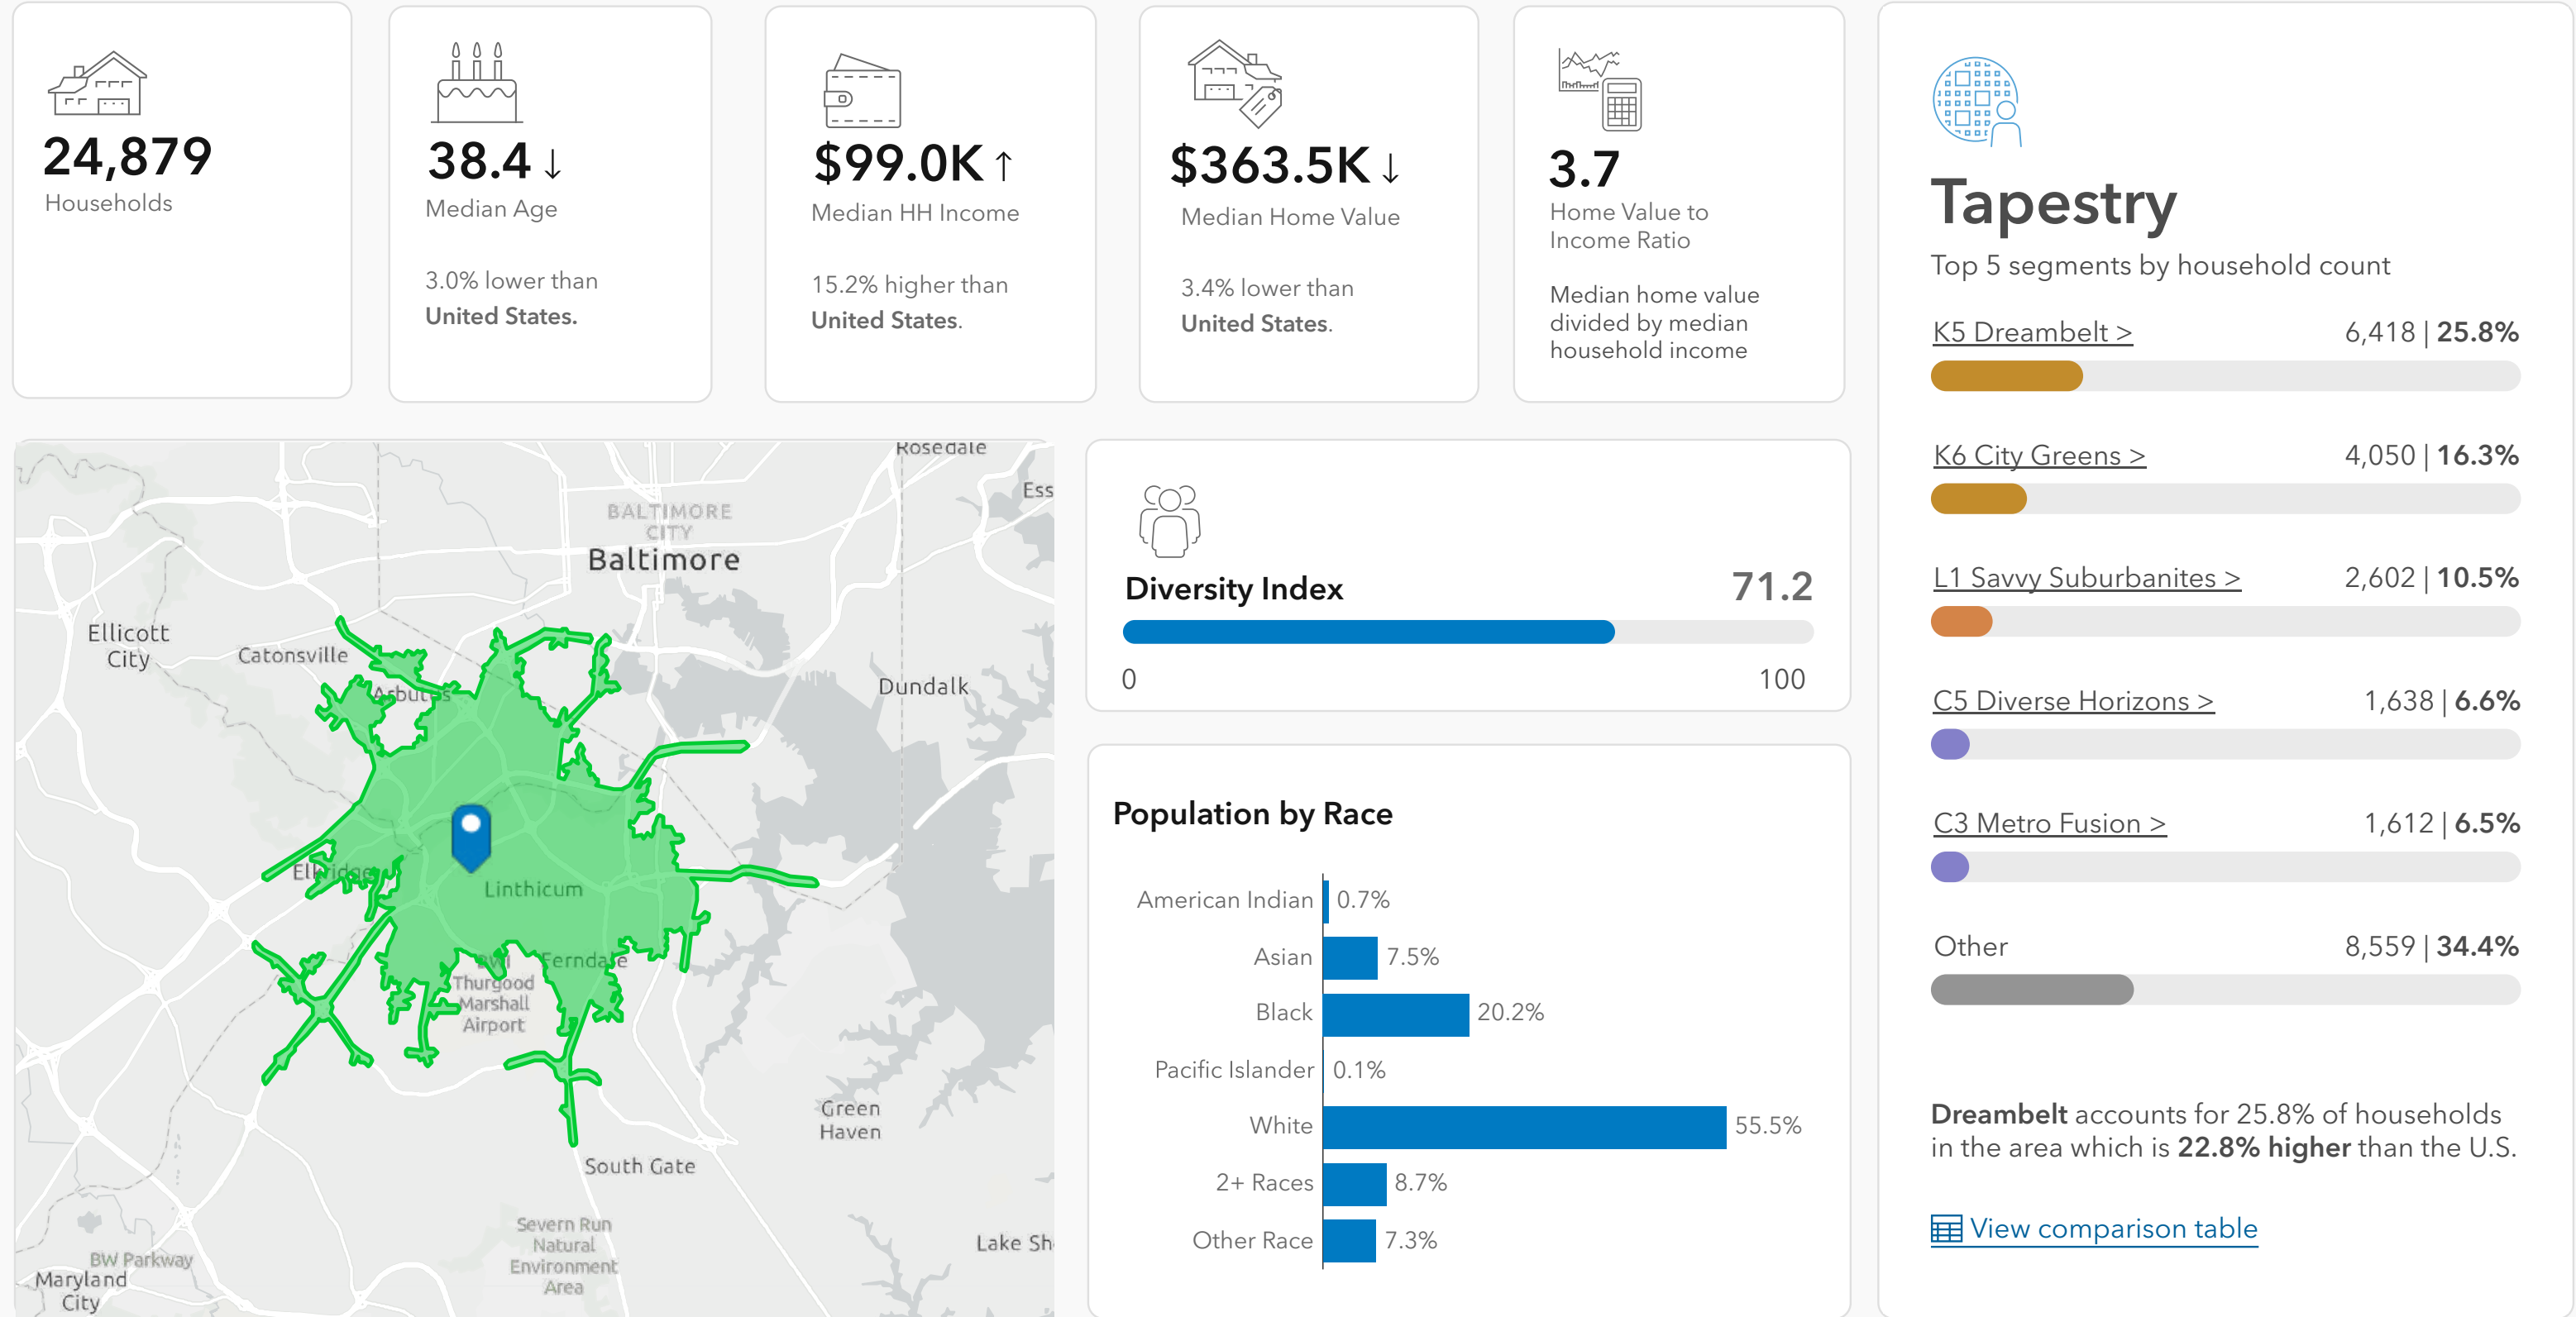 24,879
Households
38.4 ↓
Median Age
3.0% lower than
United States.
$99.0K ↑
Median HH Income
15.2% higher than
United States.
$363.5K ↓
Median Home Value
3.4% lower than
United States.
3.7
Home Value to
Income Ratio
Median home value
divided by median
household income
Rosedale
Ess
BALTIMORE
CITY
Baltimore
Ellicott
City
Catonsville
Arbutus
Dundalk
Elkridge
Linthicum
BWI
Thurgood
Marshall
Airport
Ferndale
Green
Haven
South Gate
Severn Run
Natural
Environment
Area
Lake Sh
BW Parkway
Maryland
City
Diversity Index
71.2
0
100
Population by Race
American Indian 0.7%
Asian 7.5%
Black 20.2%
Pacific Islander 0.1%
White 55.5%
2+ Races 8.7%
Other Race 7.3%
Tapestry
Top 5 segments by household count
K5 Dreambelt > 6,418 | 25.8%
K6 City Greens > 4,050 | 16.3%
L1 Savvy Suburbanites > 2,602 | 10.5%
C5 Diverse Horizons > 1,638 | 6.6%
C3 Metro Fusion > 1,612 | 6.5%
Other 8,559 | 34.4%
Dreambelt accounts for 25.8% of households
in the area which is 22.8% higher than the U.S.
View comparison table